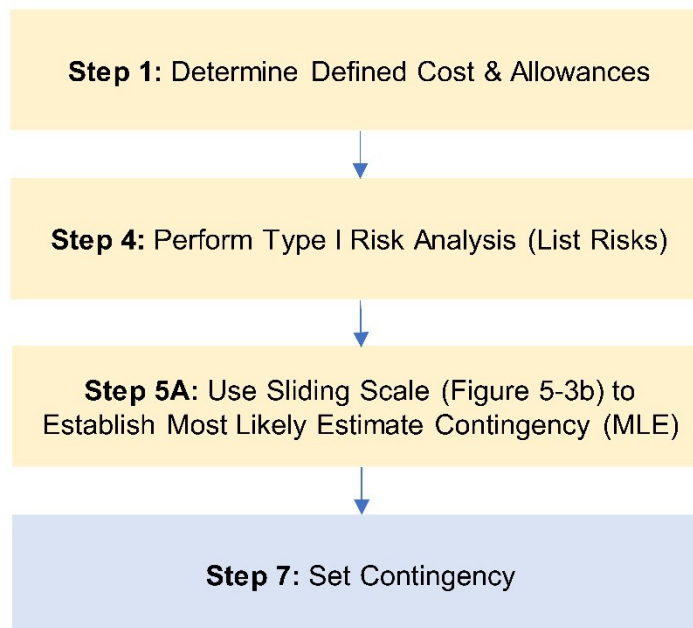 Step 1: Determine Defined Cost & Allowances
Step 4: Perform Type I Risk Analysis (List Risks)
Step 5A: Use Sliding Scale (Figure 5-3b) to
Establish Most Likely Estimate Contingency (MLE)
Step 7: Set Contingency